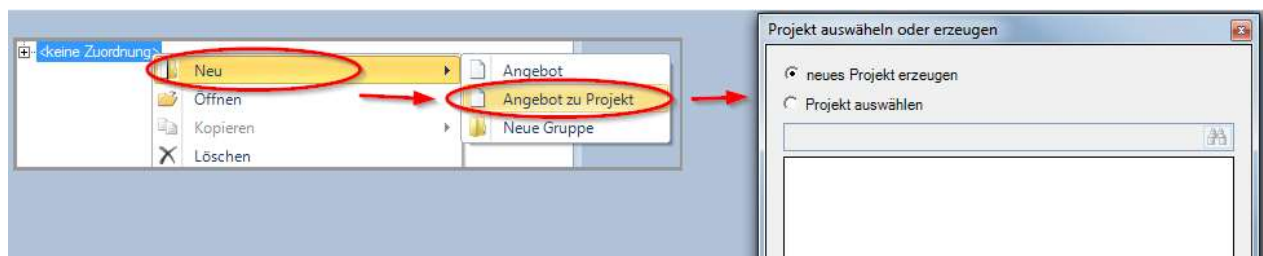 <keine Zuordnung>
Neu
Öffnen
Kopieren
Löschen
Angebot
Angebot zu Projekt
Neue Gruppe
Projekt auswäheln oder erzeugen
neues Projekt erzeugen
Projekt auswählen